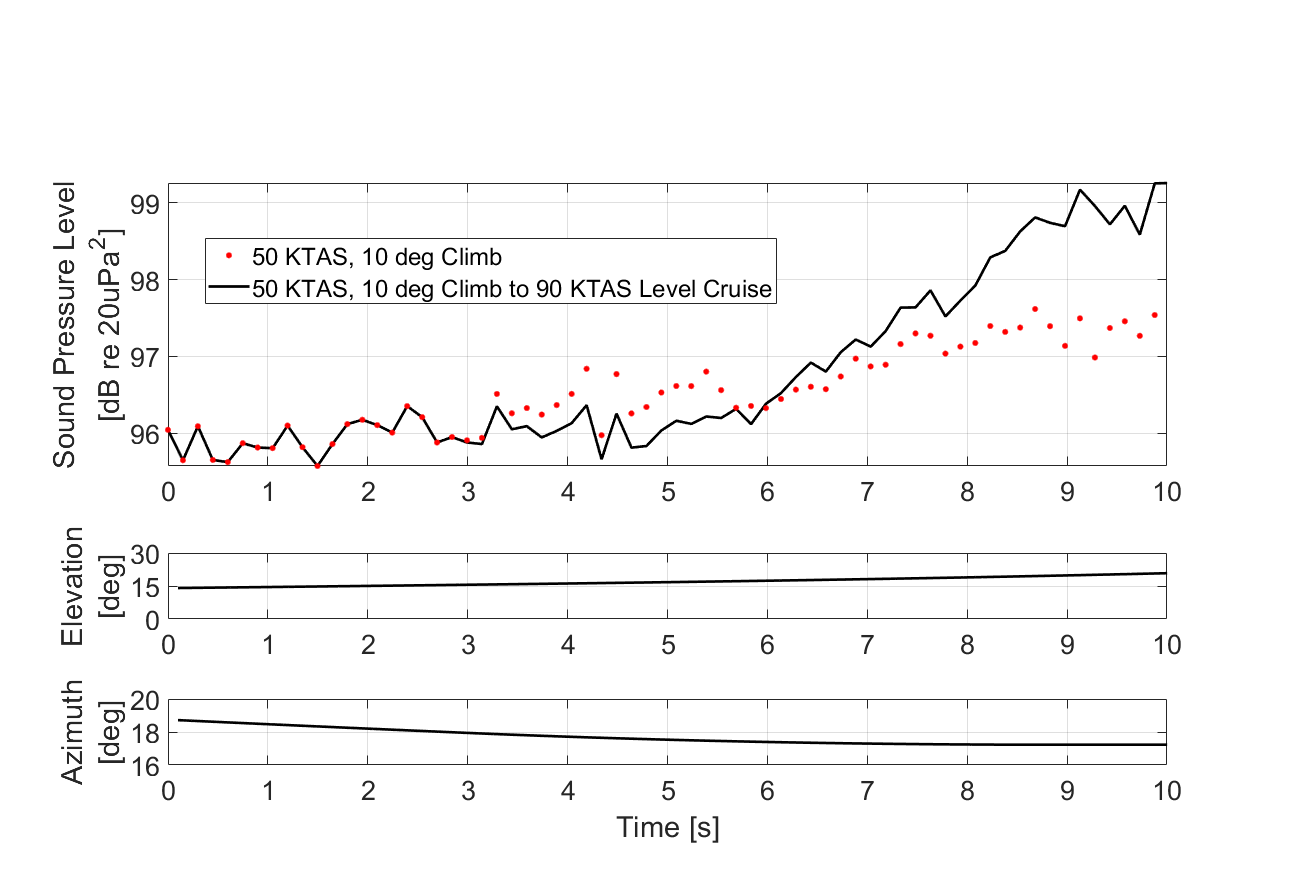 Sound Pressure Level
[dB re 20uPa2]
99
98
97
96
50 KTAS, 10 deg Climb
50 KTAS, 10 deg Climb to 90 KTAS Level Cruise
0 1 2 3 4 5 6 7 8 9 10
Elevation
[deg]
30
15
0
0 1 2 3 4 5 6 7 8 9 10
Azimuth
[deg]
20
18
16
0 1 2 3 4 5 6 7 8 9 10
Time [s]